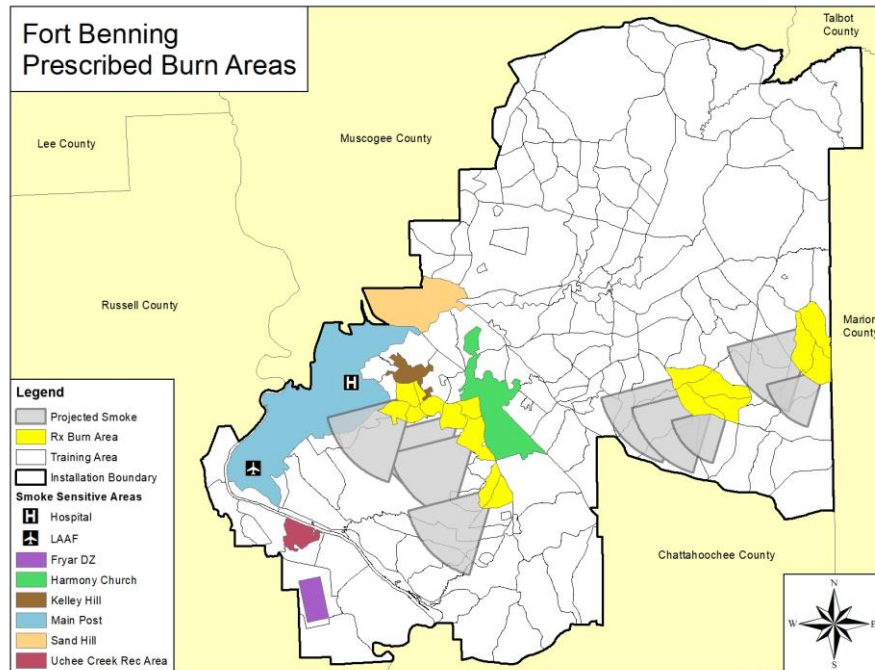 Fort Benning
Prescribed Burn Areas
Talbot
County
Lee County
Muscogee County
Russell County
Marion
County
Chattahoochee County
H
Legend
Projected Smoke
Rx Burn Area
Training Area
Installation Boundary
Smoke Sensitive Areas
H
Hospital
LAAF
Fryar DZ
Harmony Church
Kelley Hill
Main Post
Sand Hill
Uchee Creek Rec Area
N
W
E
S